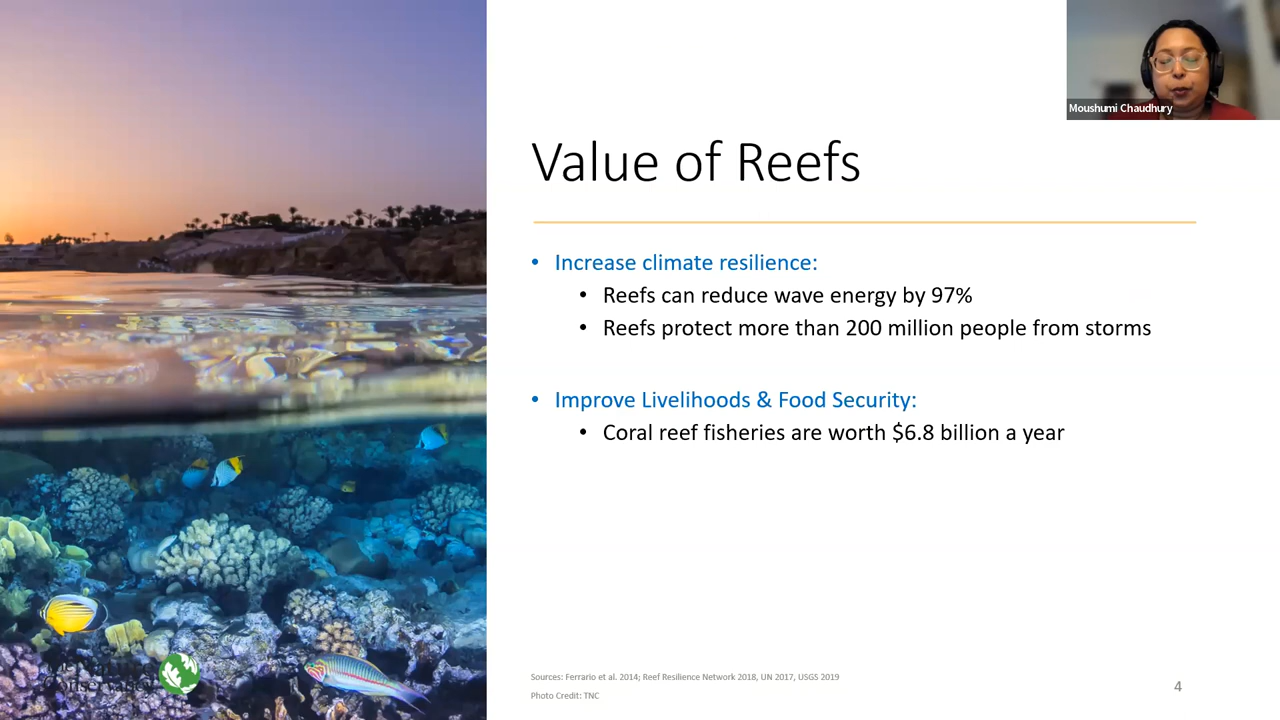 Moushumi Chaudhury
Value of Reefs
• Increase climate resilience:
• Reefs can reduce wave energy by 97%
• Reefs protect more than 200 million people from storms
• Improve Livelihoods & Food Security:
• Coral reef fisheries are worth $6.8 billion a year
Conservancy
Sources: Ferrario et al. 2014; Reef Resilience Network 2018, UN 2017, USGS 2019
Photo Credit: TNC
4